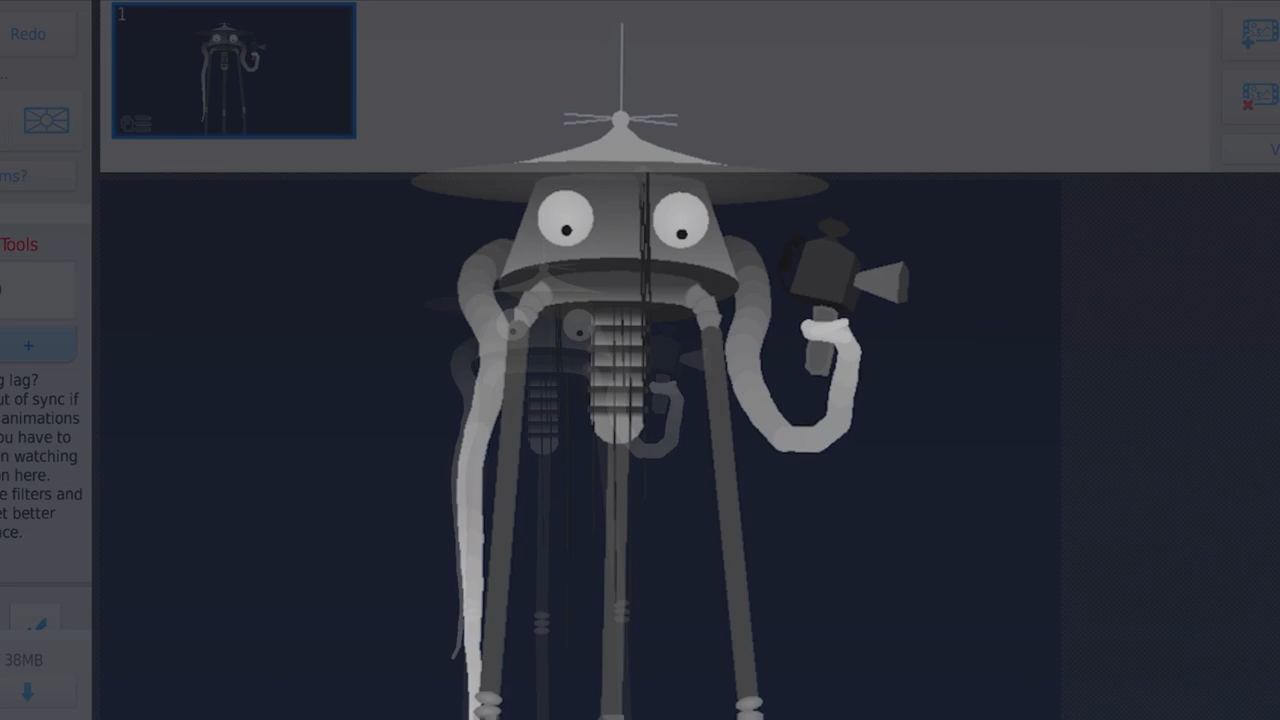 Redo
1
..
ms?
Tools
)
+
g lag?
ut of sync if
animations
ou have to
n watching
n here.
e filters and
et better
nce.
38MB
V